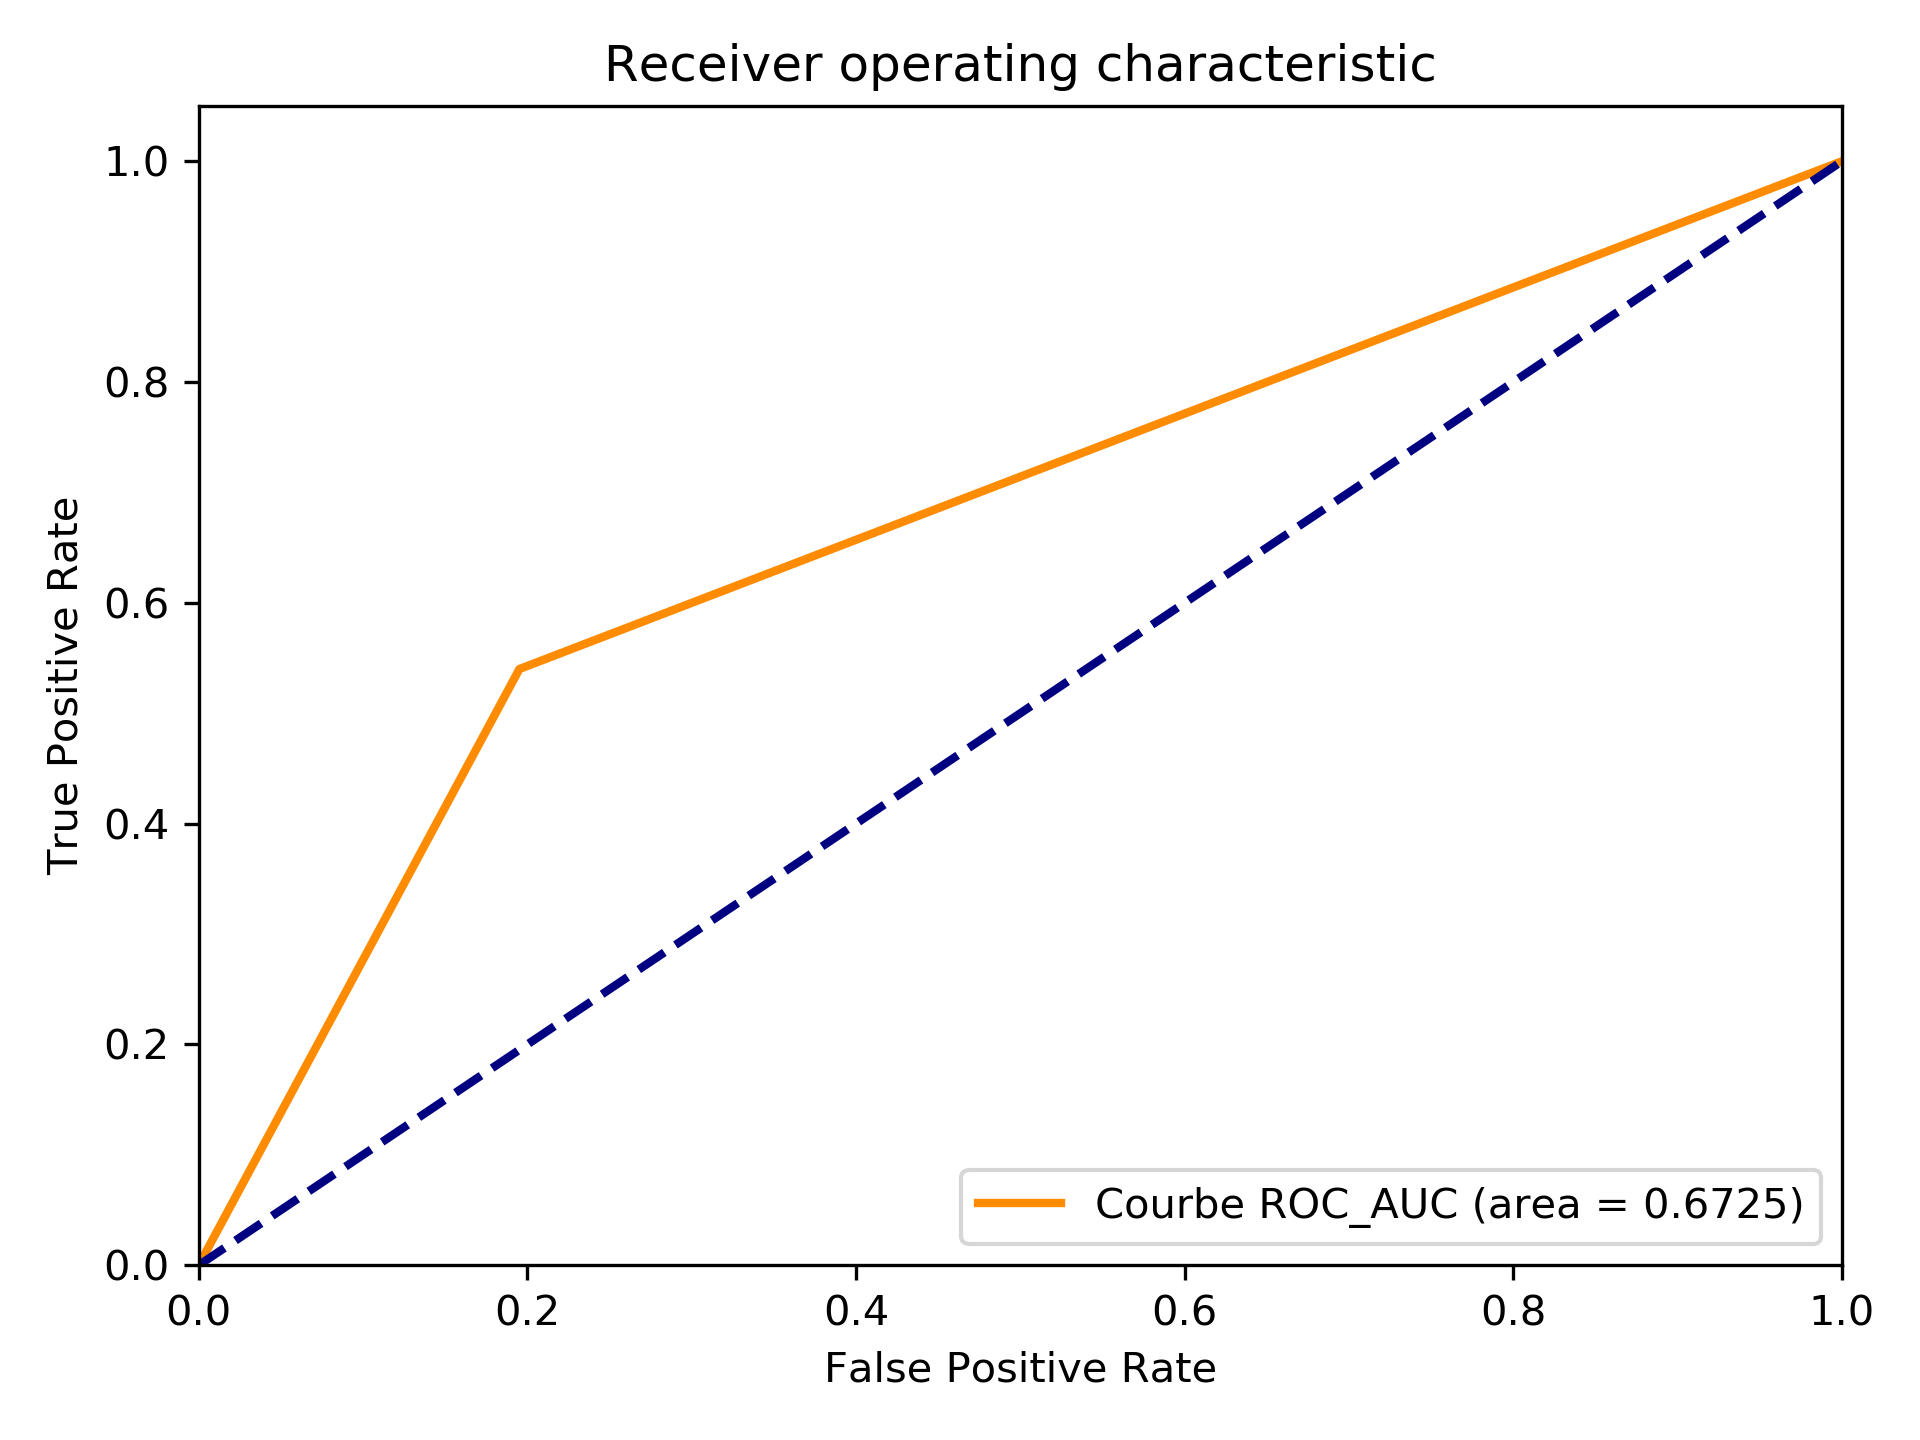 Receiver operating characteristic
1.0
0.8
0.6
0.4
0.2
0.0
True Positive Rate
Courbe ROC_AUC (area = 0.6725)
0.0 0.2 0.4 0.6 0.8 1.0
False Positive Rate